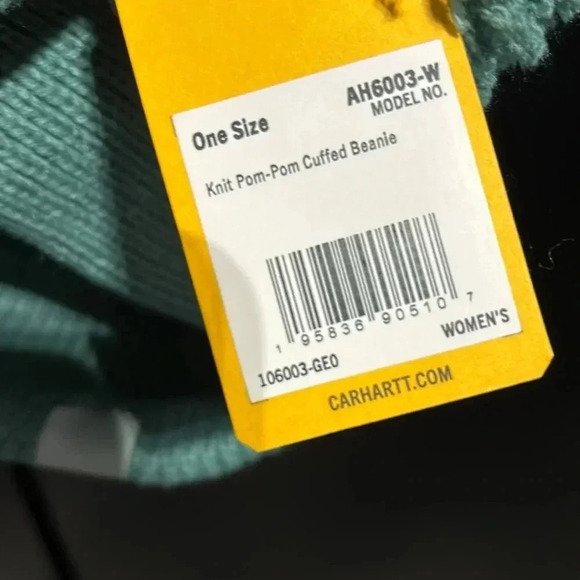 One Size
AH6003-W
MODEL NO.
Knit Pom-Pom Cuffed Beanie
1 95836 90510 7
WOMEN'S
106003-GE0
CARHARTT.COM